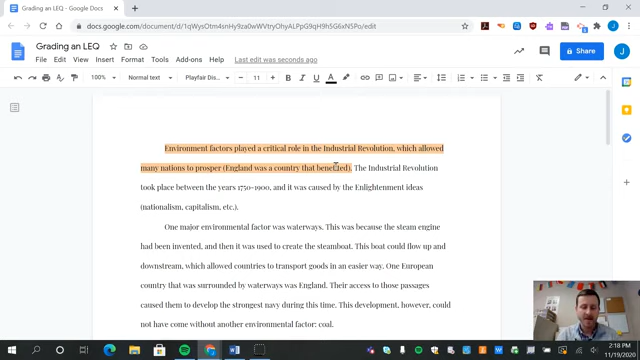 Grading an LEQ - Google Docs
docs.google.com/document/d/1qWysOtm4snHy9za0wWVtryOhyALPgG9qH9h5G6xN5Po/edit
Grading an LEQ
File Edit View Insert Format Tools Add-ons Help Last edit was seconds ago
Share
J
100% Normal text Playfair Dis... 11
Environment factors played a critical role in the Industrial Revolution, which allowed
many nations to prosper (England was a country that benefited). The Industrial Revolution
took place between the years 1750-1900, and it was caused by the Enlightenment ideas
(nationalism, capitalism, etc.).
One major environmental factor was waterways. This was because the steam engine
had been invented, and then it was used to create the steamboat. This boat could flow up and
downstream, which allowed countries to transport goods in an easier way. One European
country that was surrounded by waterways was England. Their access to those passages
caused them to develop the strongest navy during this time. This development, however, could
not have come without another environmental factor: coal.
2:18 PM
11/19/2020